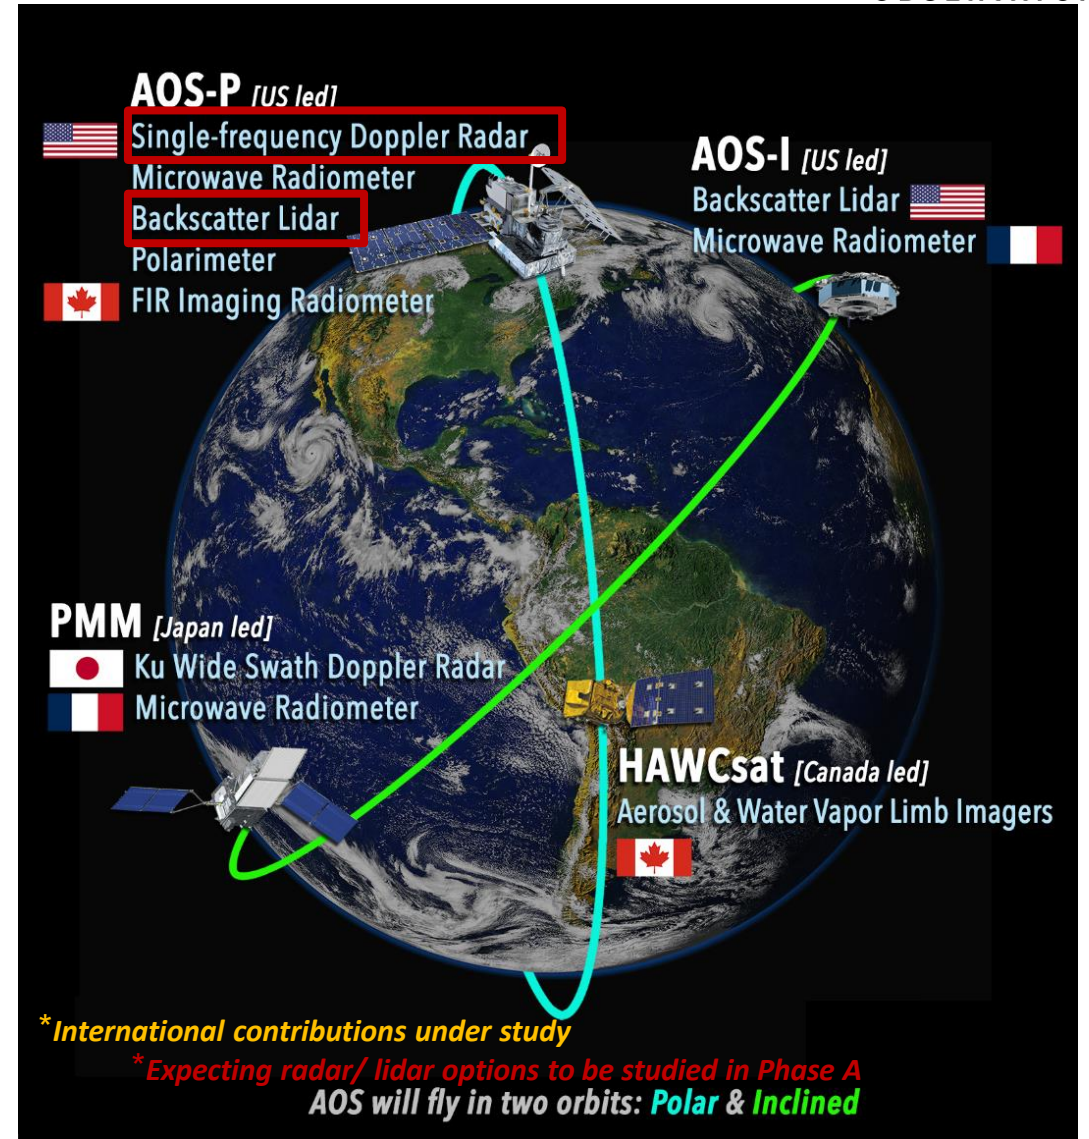 AOS-P [US led]
Single-frequency Doppler Radar
Microwave Radiometer
Backscatter Lidar
Polarimeter
FIR Imaging Radiometer
AOS-I [US led]
Backscatter Lidar
Microwave Radiometer
PMM [Japan led]
Ku Wide Swath Doppler Radar
Microwave Radiometer
HAWCsat [Canada led]
Aerosol & Water Vapor Limb Imagers
*International contributions under study
*Expecting radar/ lidar options to be studied in Phase A
AOS will fly in two orbits: Polar & Inclined